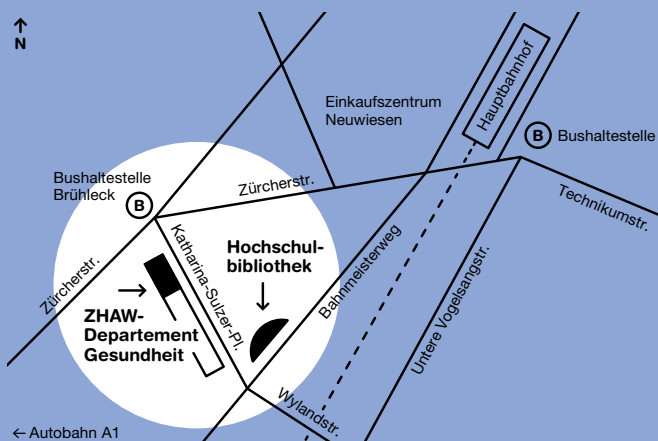 N
Einkaufszentrum
Neuwiesen
Hauptbahnhof
B
Bushaltestelle
Bushaltestelle
Brühleck
B
Zürcherstr.
Technikumstr.
Zürcherstr.
Katharina-Sulzer-Pl.
Hochschul-
bibliothek
Bahnmeisterweg
Untere Vogelsangstr.
ZHAW-
Departement
Gesundheit
Wylandstr.
← Autobahn A1